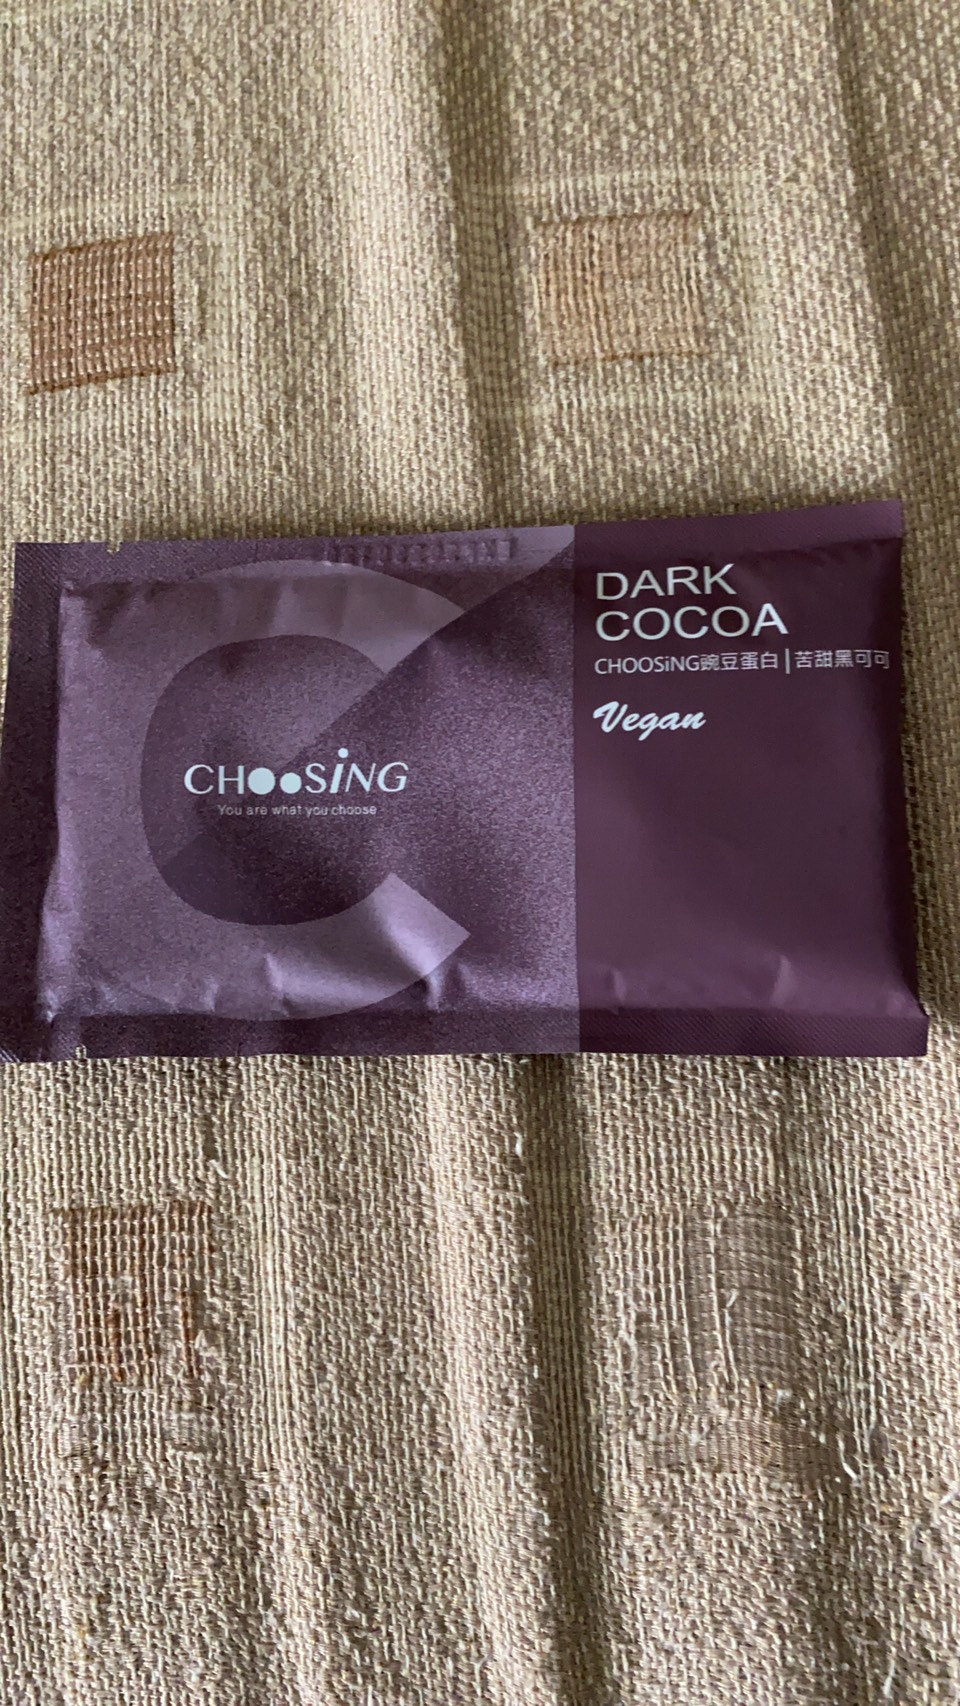 CHOOSiNG
You are what you choose
DARK
COCOA
CHOOSiNG豌豆蛋白|苦甜黑可可
Vegan